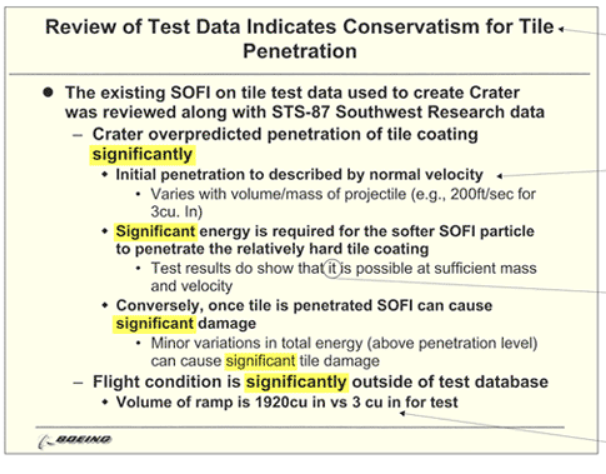 Review of Test Data Indicates Conservatism for Tile
Penetration
● The existing SOFI on tile test data used to create Crater
was reviewed along with STS-87 Southwest Research data
– Crater overpredicted penetration of tile coating
significantly
◆ Initial penetration to described by normal velocity
• Varies with volume/mass of projectile (e.g., 200ft/sec for
3cu. In)
◆ Significant energy is required for the softer SOFI particle
to penetrate the relatively hard tile coating
• Test results do show that it is possible at sufficient mass
and velocity
◆ Conversely, once tile is penetrated SOFI can cause
significant damage
• Minor variations in total energy (above penetration level)
can cause significant tile damage
– Flight condition is significantly outside of test database
◆ Volume of ramp is 1920cu in vs 3 cu in for test
BOEING